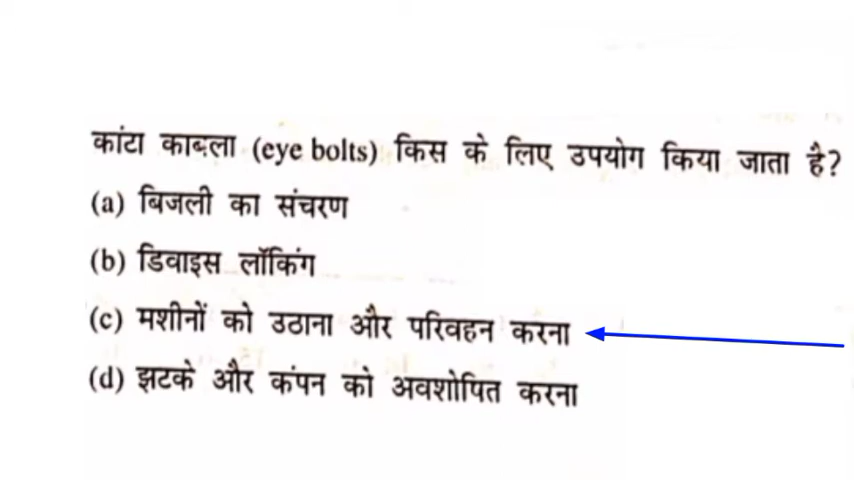 कांटा काबला (eye bolts) किस के लिए उपयोग किया जाता है?
(a) बिजली का संचरण
(b) डिवाइस लॉकिंग
(c) मशीनों को उठाना और परिवहन करना
(d) झटके और कंपन को अवशोषित करना